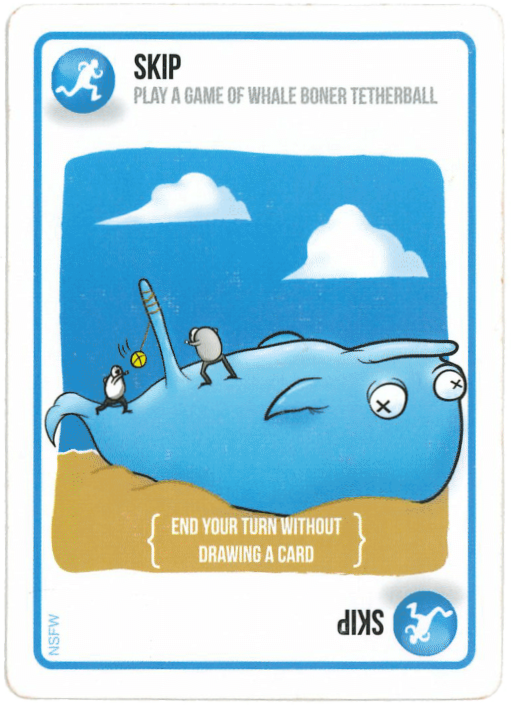 SKIP
PLAY A GAME OF WHALE BONER TETHERBALL
{ END YOUR TURN WITHOUT
DRAWING A CARD }
SKIP
NSFW